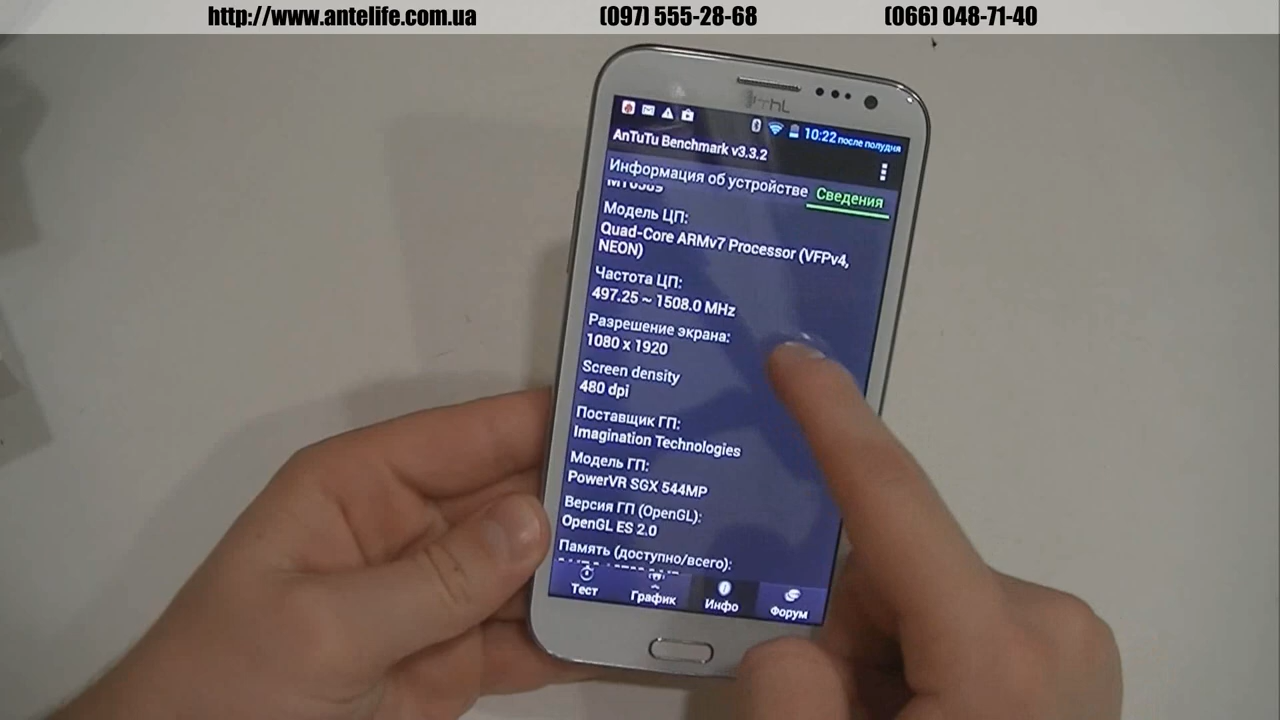 http://www.antelife.com.ua (097) 555-28-68 (066) 048-71-40
thL
10:22 после полудня
AnTuTu Benchmark v3.3.2
Информация об устройстве Сведения
MT6589
Модель ЦП:
Quad-Core ARMv7 Processor (VFPv4,
NEON)
Частота ЦП:
497.25 ~ 1508.0 MHz
Разрешение экрана:
1080 x 1920
Screen density
480 dpi
Поставщик ГП:
Imagination Technologies
Модель ГП:
PowerVR SGX 544MP
Версия ГП (OpenGL):
OpenGL ES 2.0
Память (доступно/всего):
Тест График Инфо Форум